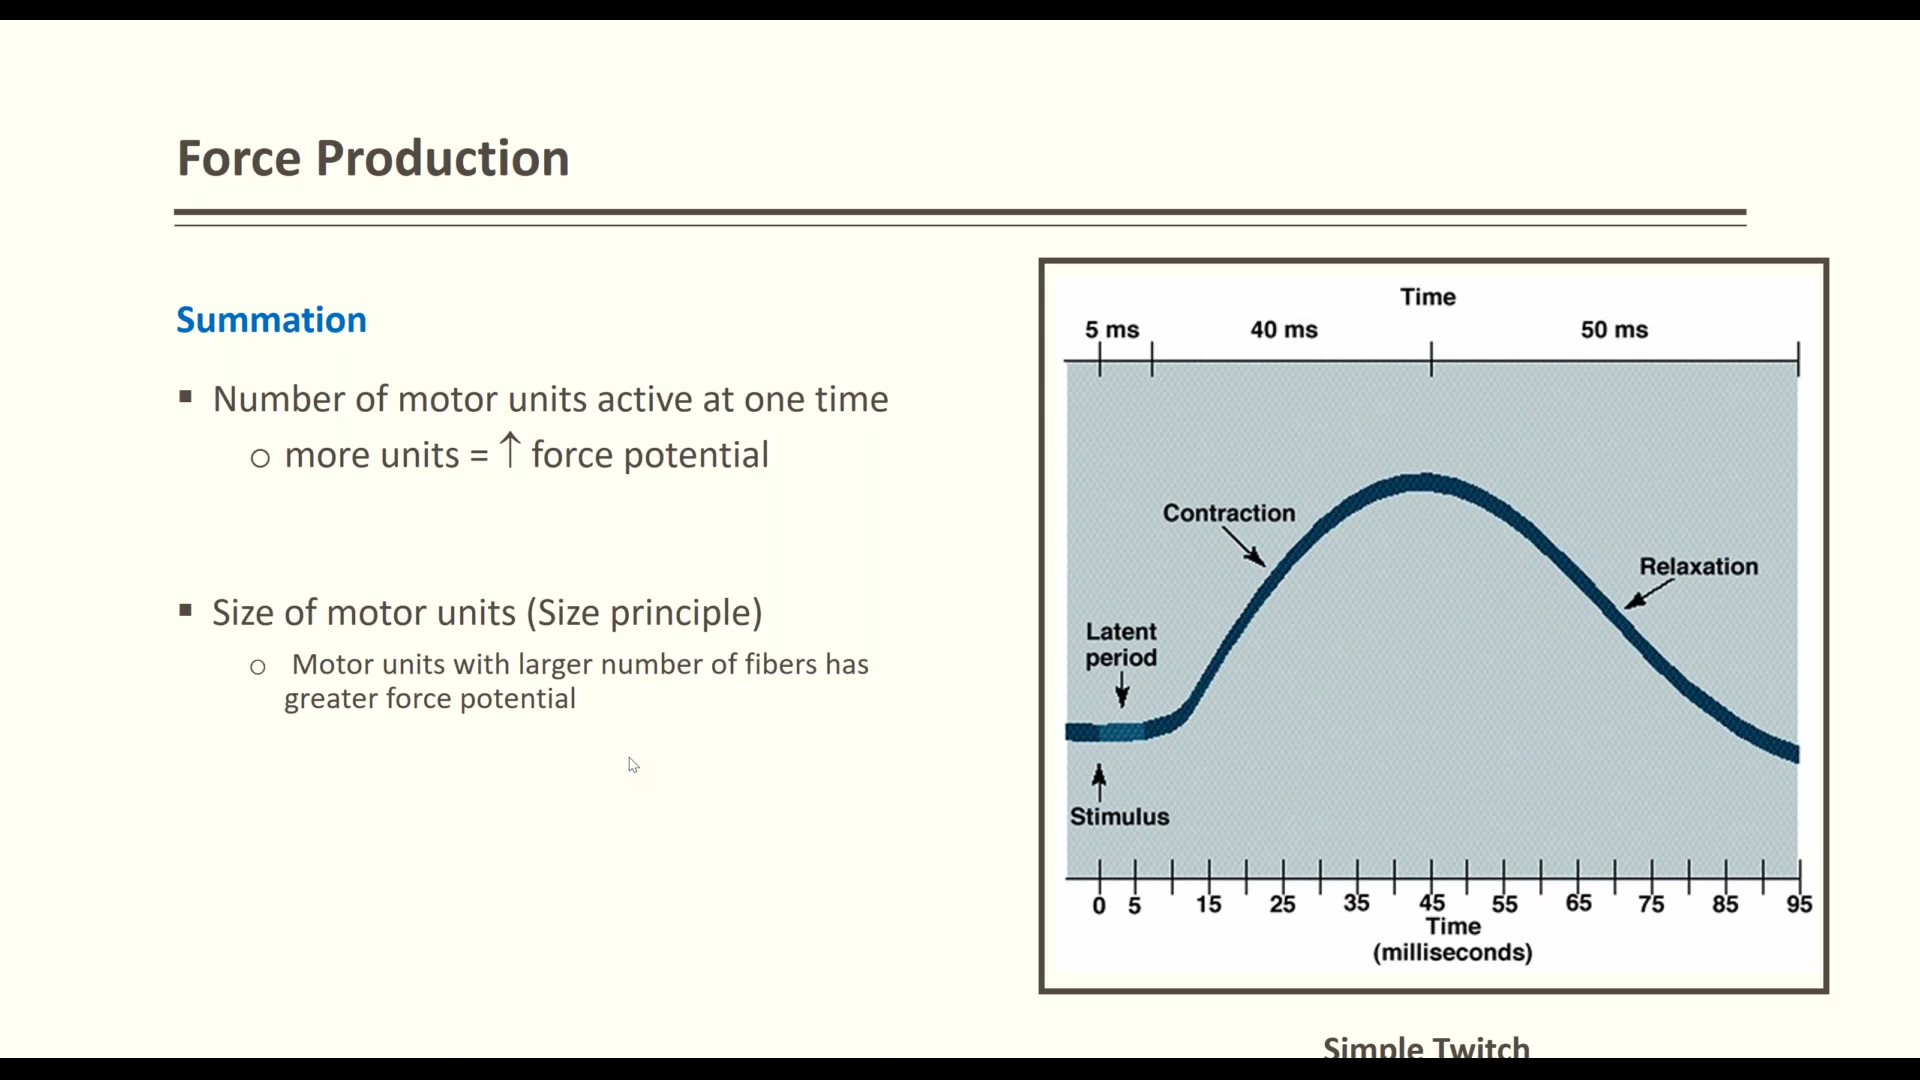 Force Production
Summation
▪ Number of motor units active at one time
o more units = ↑ force potential
▪ Size of motor units (Size principle)
o Motor units with larger number of fibers has
greater force potential
Time
5 ms 40 ms 50 ms
Contraction
Relaxation
Latent
period
Stimulus
0 5 15 25 35 45 55 65 75 85 95
Time
(milliseconds)
Simple Twitch